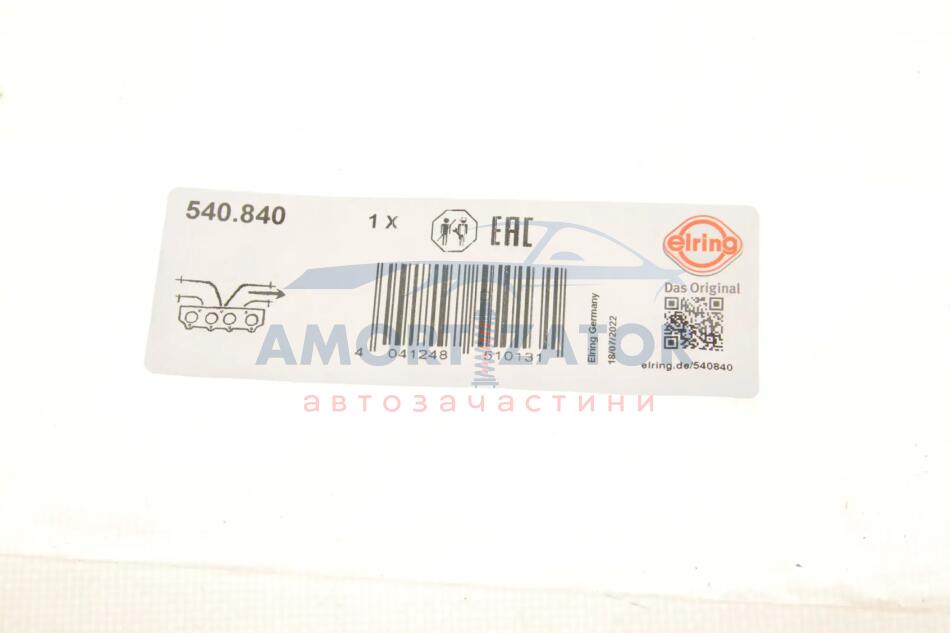 540.840
1 X
EAC
elring
Das Original
4 041248 510131
Elring Germany
18/07/2022
elring.de/540840
AMORTIZATOR
автозачастини